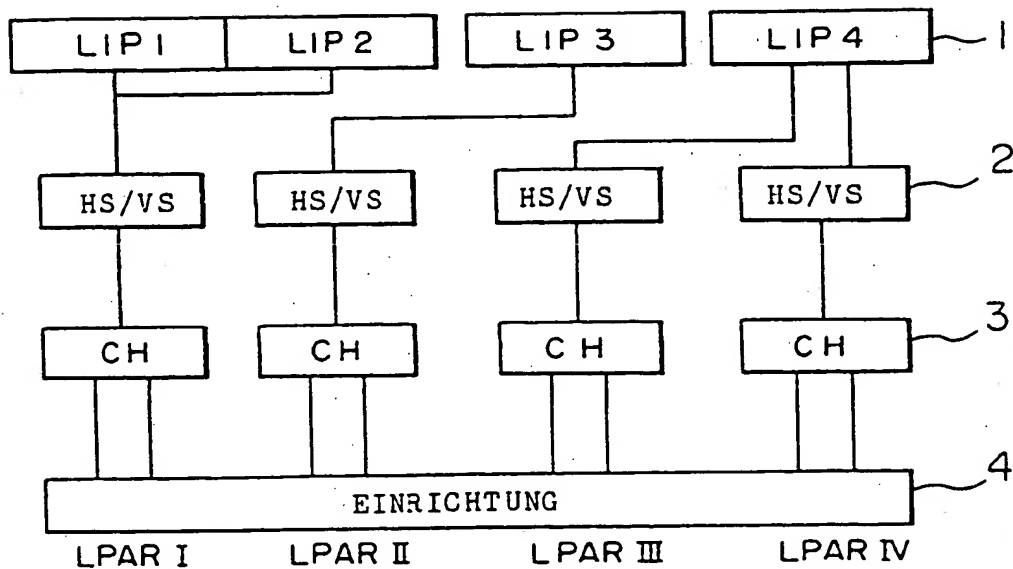 LIP 1 LIP 2 LIP 3 LIP 4 1
HS/VS HS/VS HS/VS HS/VS 2
CH CH CH CH 3
EINRICHTUNG 4
LPAR I LPAR II LPAR III LPAR IV